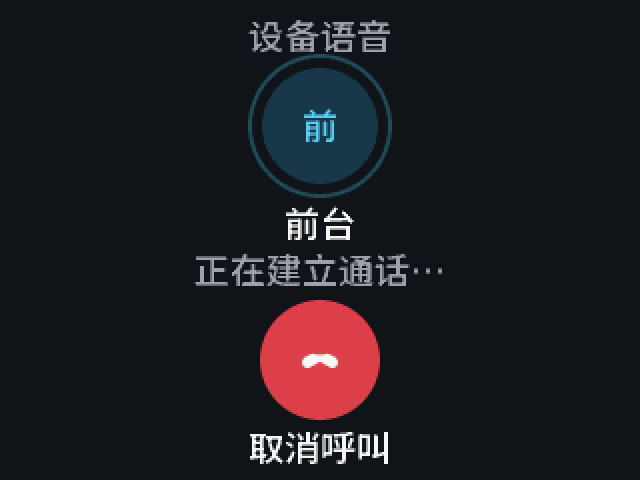 设备语音
前
前台
正在建立通话…
取消呼叫